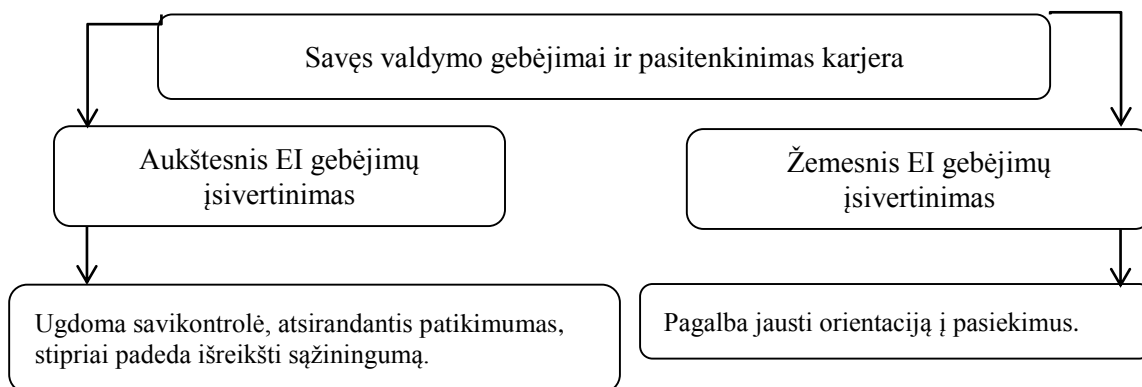 Savęs valdymo gebėjimai ir pasitenkinimas karjera
Aukštesnis EI gebėjimų
įsivertinimas
Žemesnis EI gebėjimų
įsivertinimas
Ugdoma savikontrolė, atsirandantis patikimumas,
stipriai padeda išreikšti sąžiningumą.
Pagalba jausti orientaciją į pasiekimus.